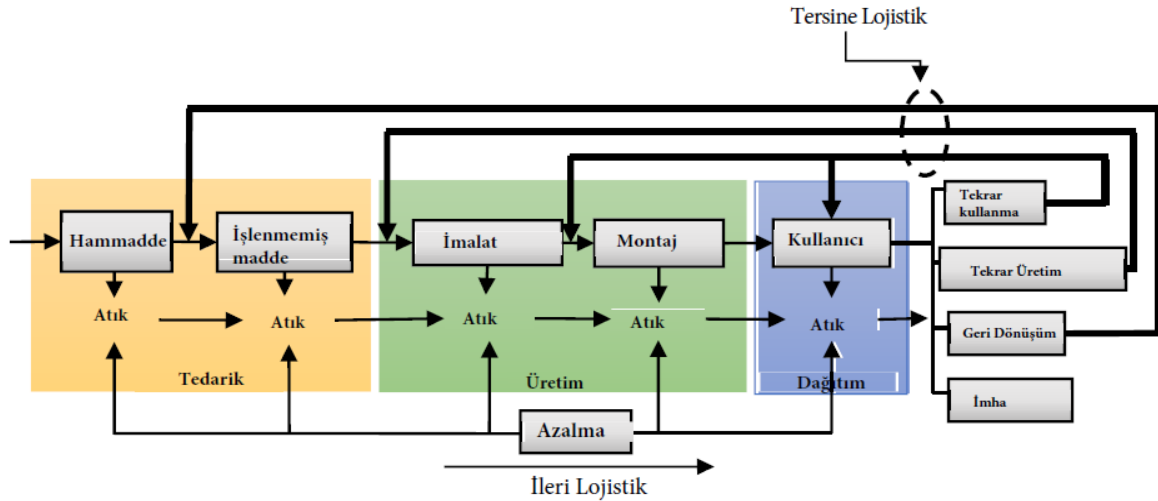 Tersine Lojistik
Hammadde
İşlenmemiş
madde
İmalat
Montaj
Kullanıcı
Tekrar
kullanma
Tekrar Üretim
Geri Dönüşüm
İmha
Atık
Atık
Atık
Atık
Atık
Tedarik
Üretim
Dağıtım
Azalma
İleri Lojistik